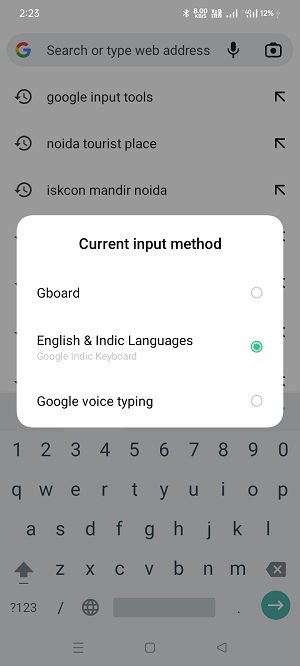 2:23
8.00
KB/S
12%
Search or type web address
google input tools
noida tourist place
iskcon mandir noida
Current input method
Gboard
English & Indic Languages
Google Indic Keyboard
Google voice typing
1 2 3 4 5 6 7 8 9 0
q w e r t y u i o p
a s d f g h j k l
z x c v b n m
?123 / .